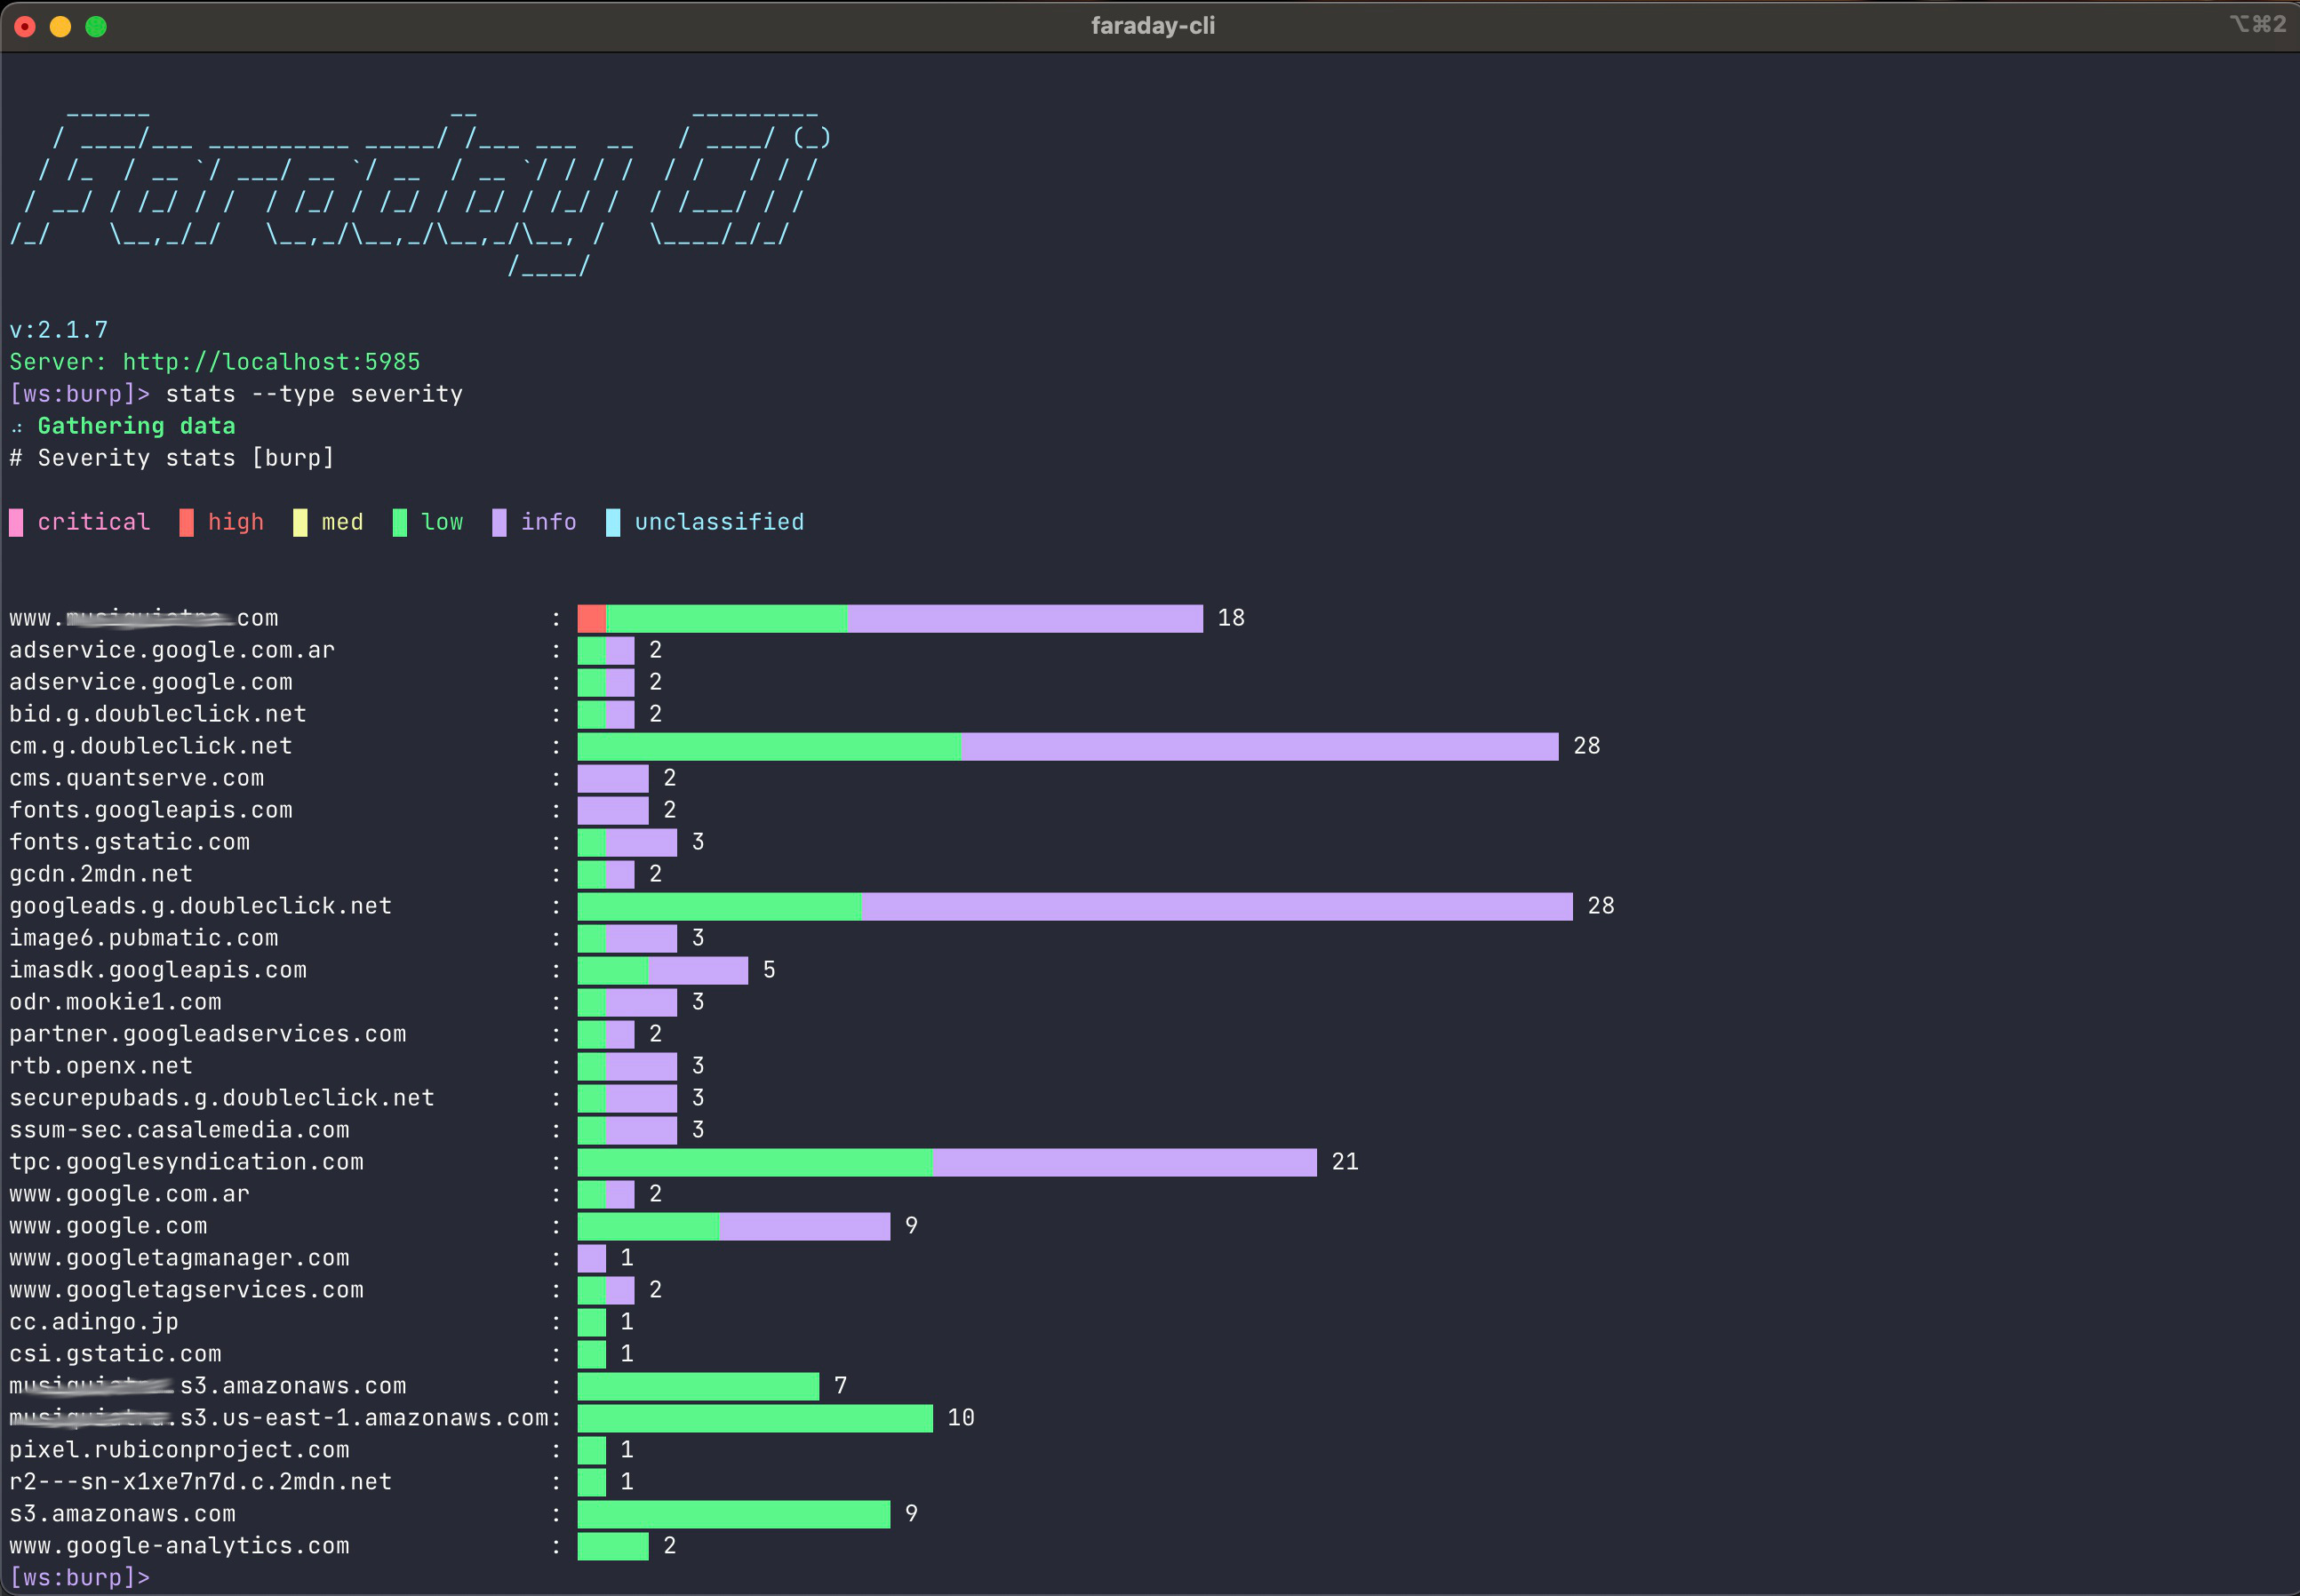 faraday-cli
⌥⌘2
Faraday Cli
v:2.1.7
Server: http://localhost:5985
[ws:burp]> stats --type severity
Gathering data
# Severity stats [burp]
critical high med low info unclassified
www. .com : 18
adservice.google.com.ar : 2
adservice.google.com : 2
bid.g.doubleclick.net : 2
cm.g.doubleclick.net : 28
cms.quantserve.com : 2
fonts.googleapis.com : 2
fonts.gstatic.com : 3
gcdn.2mdn.net : 2
googleads.g.doubleclick.net : 28
image6.pubmatic.com : 3
imasdk.googleapis.com : 5
odr.mookie1.com : 3
partner.googleadservices.com : 2
rtb.openx.net : 3
securepubads.g.doubleclick.net : 3
ssum-sec.casalemedia.com : 3
tpc.googlesyndication.com : 21
www.google.com.ar : 2
www.google.com : 9
www.googletagmanager.com : 1
www.googletagservices.com : 2
cc.adingo.jp : 1
csi.gstatic.com : 1
.s3.amazonaws.com : 7
.s3.us-east-1.amazonaws.com: 10
pixel.rubiconproject.com : 1
r2---sn-x1xe7n7d.c.2mdn.net : 1
s3.amazonaws.com : 9
www.google-analytics.com : 2
[ws:burp]>